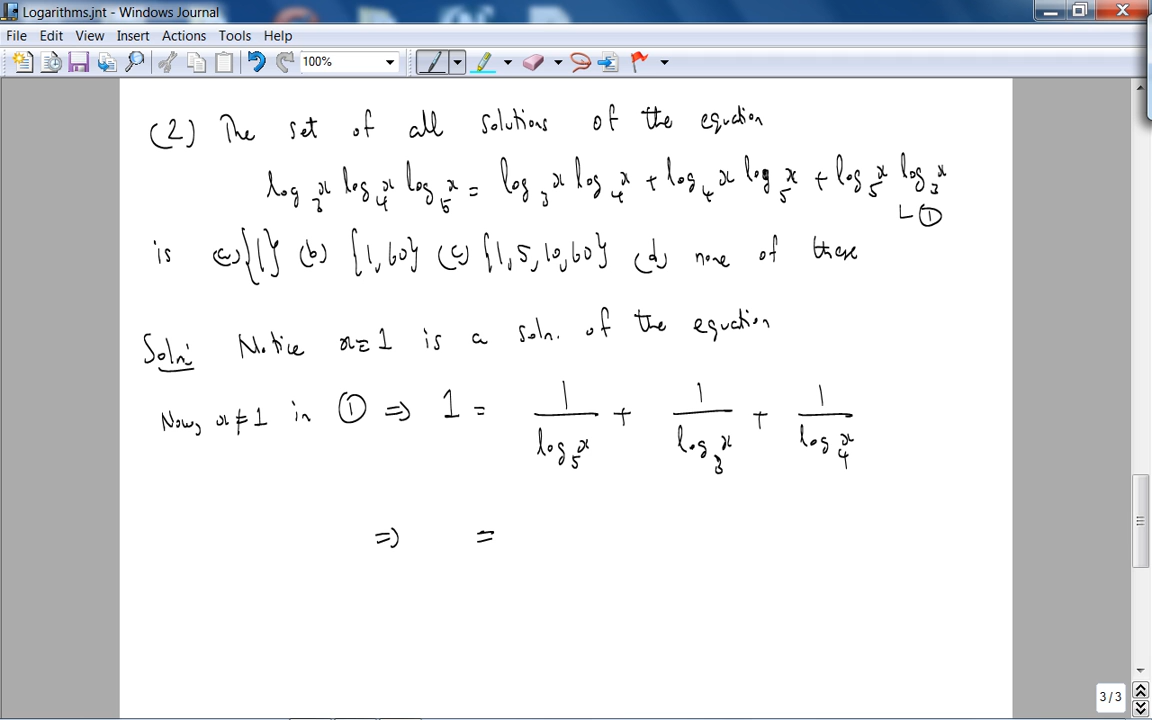 Logarithms.jnt - Windows Journal
File Edit View Insert Actions Tools Help
100%
(2) The set of all solutions of the equation
log₃x log₄x log₅x = log₃x log₄x + log₄x log₅x + log₅x log₃x
└ ①
is (a) {1} (b) {1,60} (c) {1,5,10,60} (d) none of these
Soln: Notice x=1 is a soln. of the equation
Now, x≠1 in ① ⇒ 1 = 1/log₅x + 1/log₃x + 1/log₄x
⇒ =
3/3